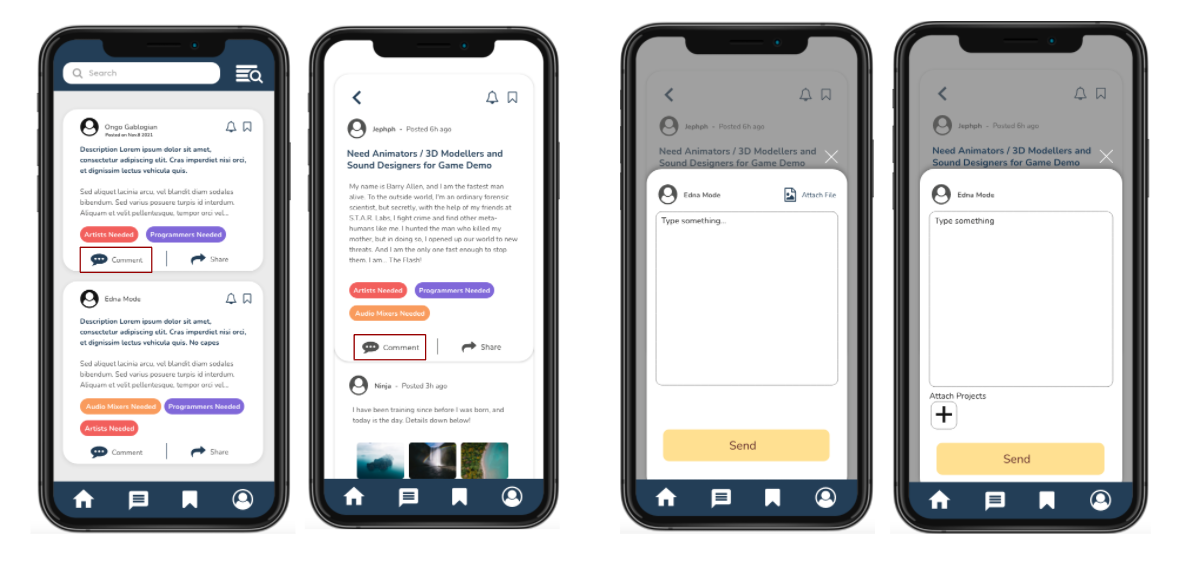 Search
Ongo Gablogian
Posted on Nov.8 2021
Description Lorem ipsum dolor sit amet,
consectetur adipiscing elit. Cras imperdiet nisi orci,
et dignissim lectus vehicula quis.
Sed aliquet lacinia arcu, vel blandit diam sodales
bibendum. Sed varius posuere turpis id interdum.
Aliquam et velit pellentesque, tempor orci vel...
Artists Needed
Programmers Needed
Comment
Share
Edna Mode
Description Lorem ipsum dolor sit amet,
consectetur adipiscing elit. Cras imperdiet nisi orci,
et dignissim lectus vehicula quis. No capes
Sed aliquet lacinia arcu, vel blandit diam sodales
bibendum. Sed varius posuere turpis id interdum.
Aliquam et velit pellentesque, tempor orci vel...
Audio Mixers Needed
Programmers Needed
Artists Needed
Comment
Share
Jephph - Posted 6h ago
Need Animators / 3D Modellers and
Sound Designers for Game Demo
My name is Barry Allen, and I am the fastest man
alive. To the outside world, I'm an ordinary forensic
scientist, but secretly, with the help of my friends at
S.T.A.R. Labs, I fight crime and find other meta-
humans like me. I hunted the man who killed my
mother, but in doing so, I opened up our world to new
threats. And I am the only one fast enough to stop
them. I am... The Flash!
Artists Needed
Programmers Needed
Audio Mixers Needed
Comment
Share
Ninja - Posted 3h ago
I have been training since before I was born, and
today is the day. Details down below!
Jephph - Posted 6h ago
Need Animators / 3D Modellers and
Sound Designers for Game Demo
Edna Mode
Attach File
Type something...
Send
Jephph - Posted 6h ago
Need Animators / 3D Modellers and
Sound Designers for Game Demo
Edna Mode
Type something
Attach Projects
Send